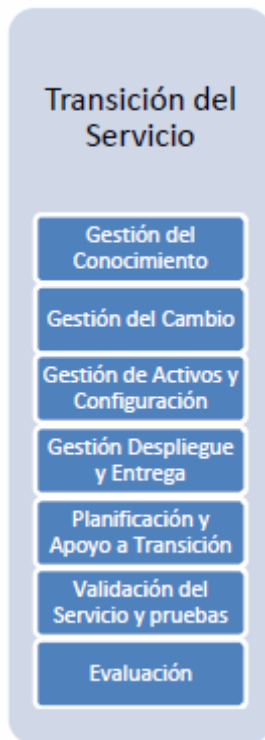 Transición del
Servicio
Gestión del
Conocimiento
Gestión del Cambio
Gestión de Activos y
Configuración
Gestión Despliegue
y Entrega
Planificación y
Apoyo a Transición
Validación del
Servicio y pruebas
Evaluación